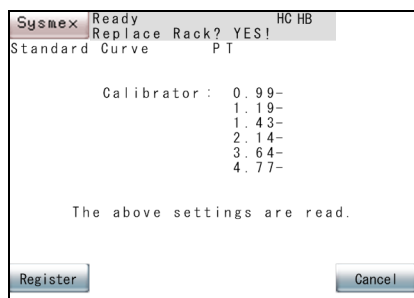 Sysmex Ready HC HB
Replace Rack? YES!
Standard Curve PT
Calibrator: 0.99-
1.19-
1.43-
2.14-
3.64-
4.77-
The above settings are read.
Register Cancel